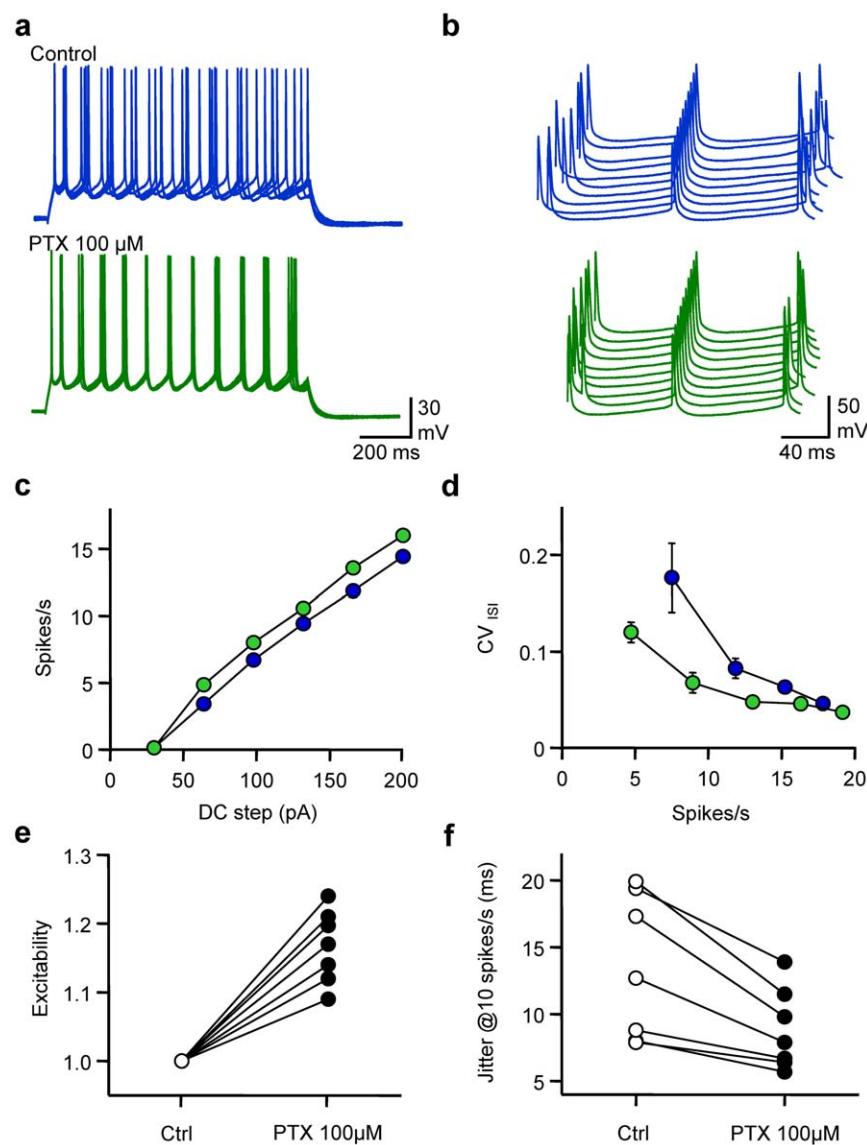 a
b
Control
PTX 100 µM
30
mV
200 ms
50
mV
40 ms
c
d
Spikes/s
15
10
5
0
0
50
100
150
200
DC step (pA)
CV ISI
0.2
0.1
0
0
5
10
15
20
Spikes/s
e
f
Excitability
1.3
1.2
1.1
1.0
Ctrl
PTX 100µM
Jitter @10 spikes/s (ms)
20
15
10
5
Ctrl
PTX 100µM